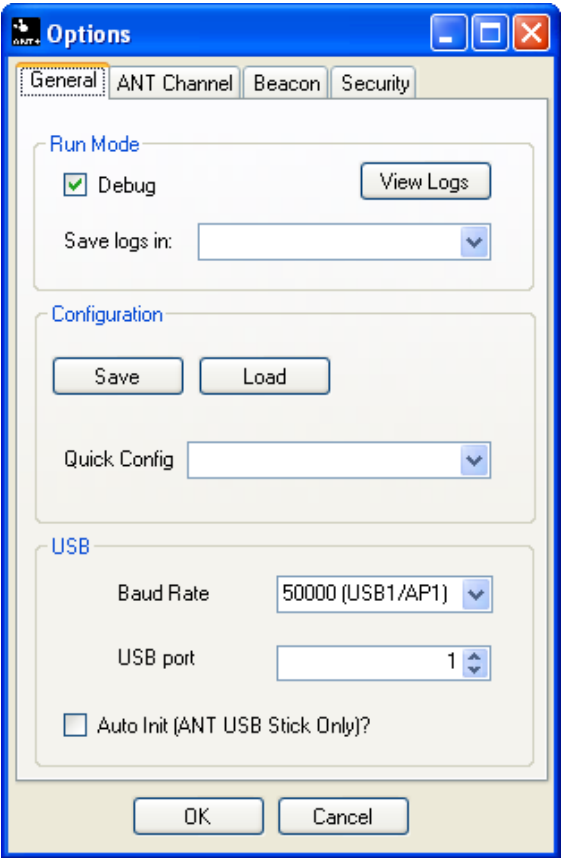 ANT+ Options
General ANT Channel Beacon Security
Run Mode
Debug View Logs
Save logs in:
Configuration
Save Load
Quick Config
USB
Baud Rate 50000 (USB1/AP1)
USB port 1
Auto Init (ANT USB Stick Only)?
OK Cancel